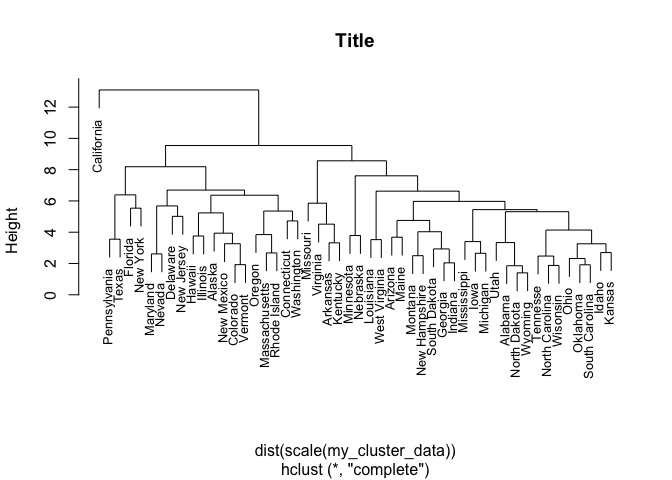 Title
Height
0 2 4 6 8 10 12
California
Pennsylvania
Texas
Florida
New York
Maryland
Nevada
Delaware
New Jersey
Hawaii
Illinois
Alaska
New Mexico
Colorado
Vermont
Oregon
Massachusetts
Rhode Island
Connecticut
Washington
Missouri
Virginia
Arkansas
Kentucky
Minnesota
Nebraska
Louisiana
West Virginia
Arizona
Maine
Montana
New Hampshire
South Dakota
Georgia
Indiana
Mississippi
Iowa
Michigan
Utah
Alabama
North Dakota
Wyoming
Tennesse
North Carolina
Wisonsin
Ohio
Oklahoma
South Carolina
Idaho
Kansas
dist(scale(my_cluster_data))
hclust (*, "complete")